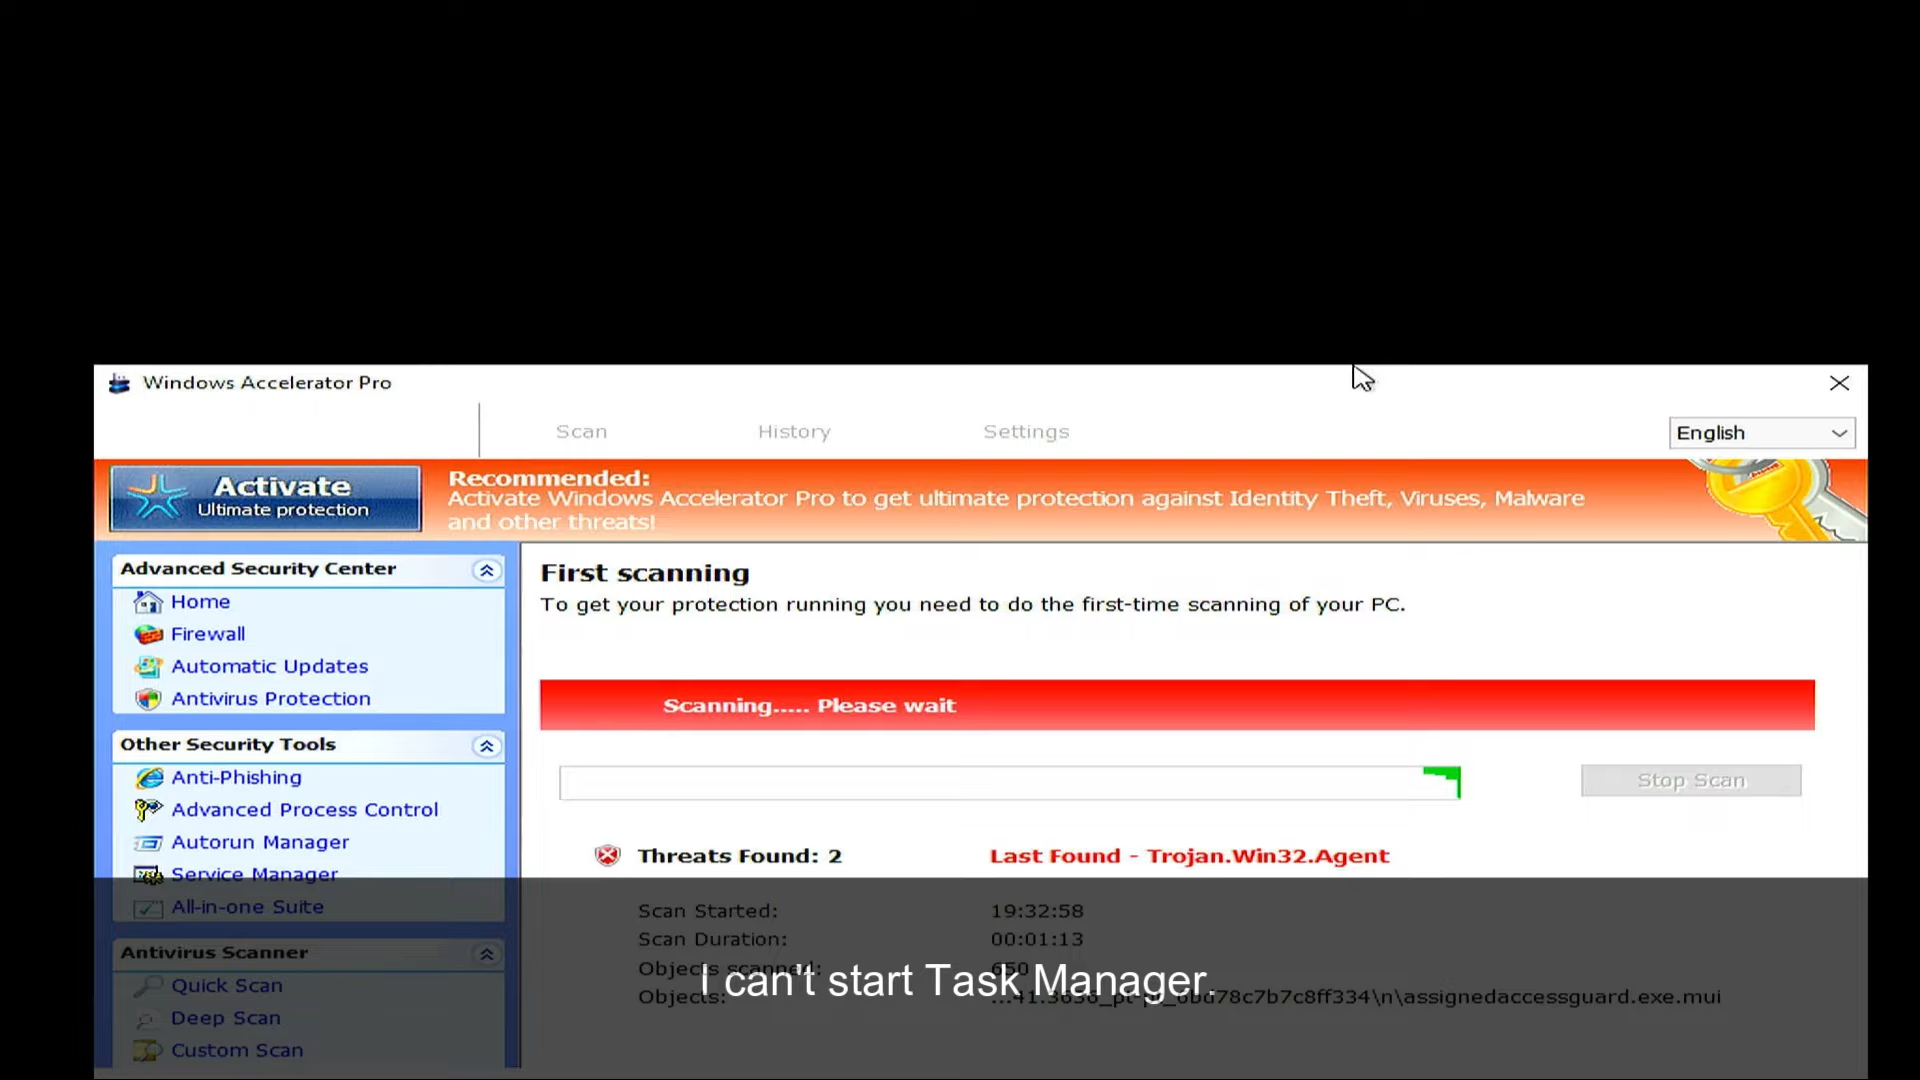 Windows Accelerator Pro
Scan
History
Settings
English
Activate
Ultimate protection
Recommended:
Activate Windows Accelerator Pro to get ultimate protection against Identity Theft, Viruses, Malware
and other threats!
Advanced Security Center
Home
Firewall
Automatic Updates
Antivirus Protection
Other Security Tools
Anti-Phishing
Advanced Process Control
Autorun Manager
Service Manager
All-in-one Suite
Antivirus Scanner
Quick Scan
Deep Scan
Custom Scan
First scanning
To get your protection running you need to do the first-time scanning of your PC.
Scanning..... Please wait
Stop Scan
Threats Found: 2
Last Found - Trojan.Win32.Agent
Scan Started: 19:32:58
Scan Duration: 00:01:13
Objects scanned: 650
Objects:
I can't start Task Manager.